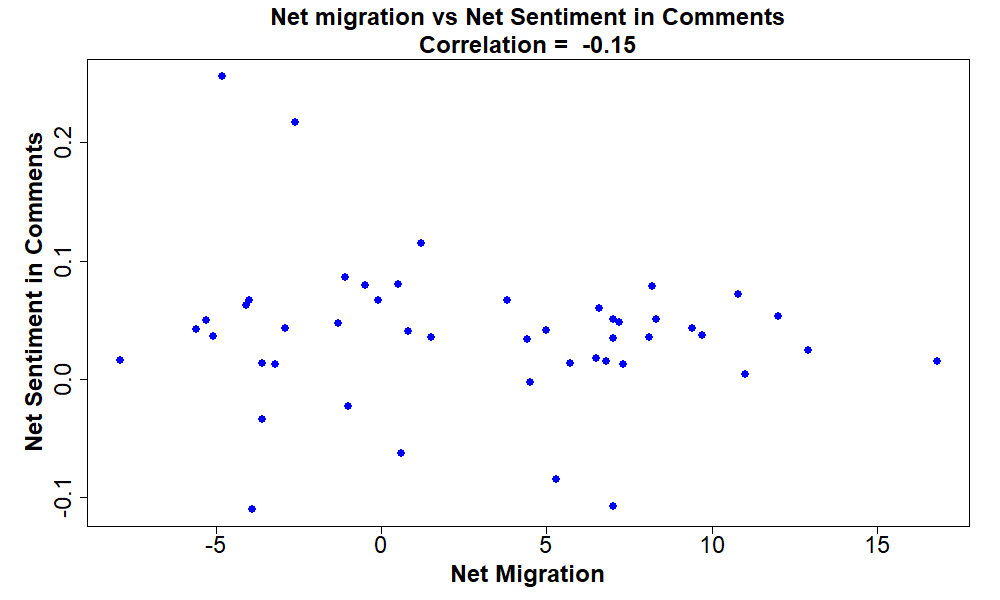 Net migration vs Net Sentiment in Comments
Correlation =  -0.15
Net Sentiment in Comments
0.2
0.1
0.0
-0.1
-5
0
5
10
15
Net Migration